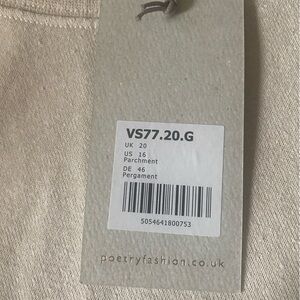 VS77.20.G
UK 20
US 16
Parchment
DE 46
Pergament
5054641800753
poetryfashion.co.uk